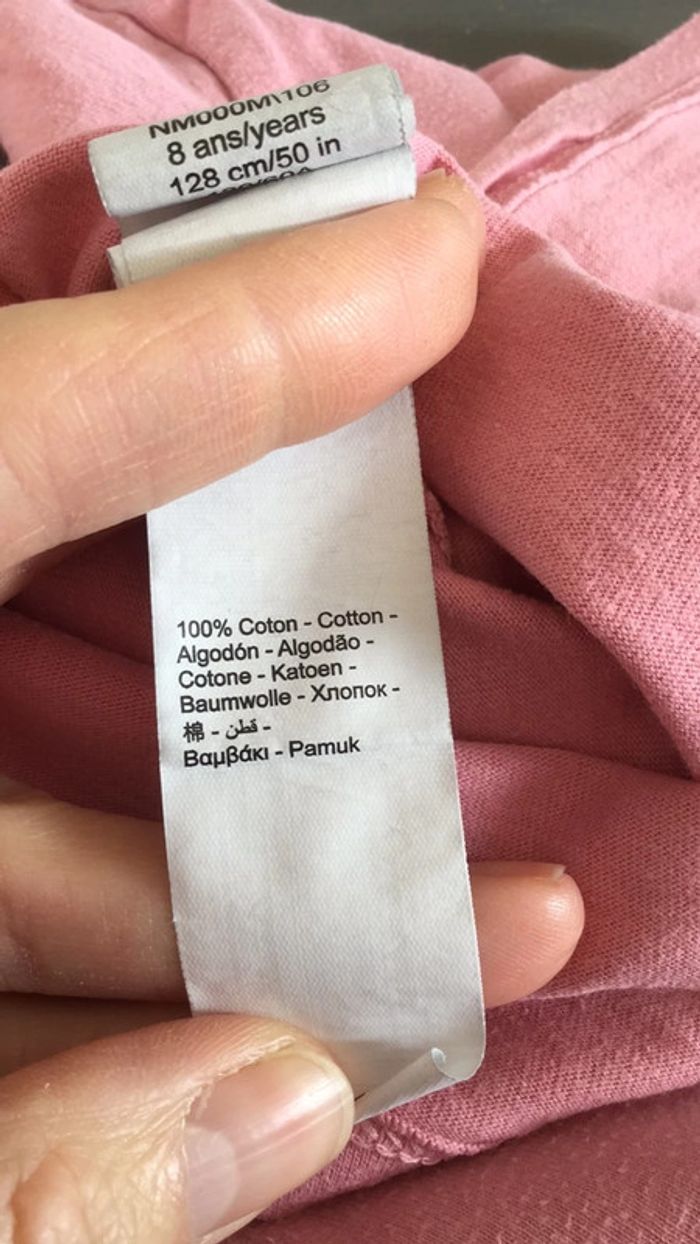 NM000M\106
8 ans/years
128 cm/50 in
100% Coton - Cotton -
Algodón - Algodão -
Cotone - Katoen -
Baumwolle - Хлопок -
棉 - قطن -
Βαμβάκι - Pamuk